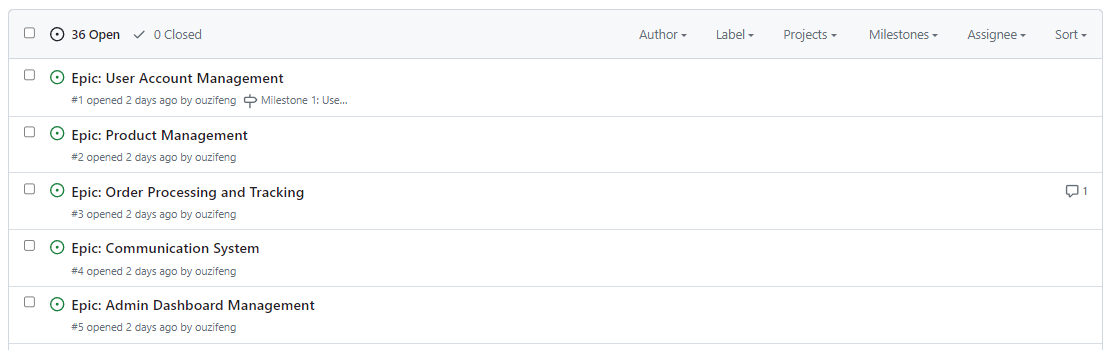 36 Open 0 Closed Author Label Projects Milestones Assignee Sort
Epic: User Account Management
#1 opened 2 days ago by ouzifeng Milestone 1: Use...
Epic: Product Management
#2 opened 2 days ago by ouzifeng
Epic: Order Processing and Tracking 1
#3 opened 2 days ago by ouzifeng
Epic: Communication System
#4 opened 2 days ago by ouzifeng
Epic: Admin Dashboard Management
#5 opened 2 days ago by ouzifeng